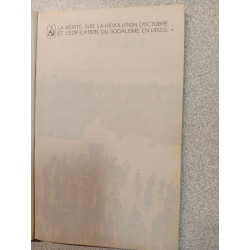 LA VÉRITÉ SUR LA RÉVOLUTION D'OCTOBRE
ET L'ÉDIFICATION DU SOCIALISME EN URSS.